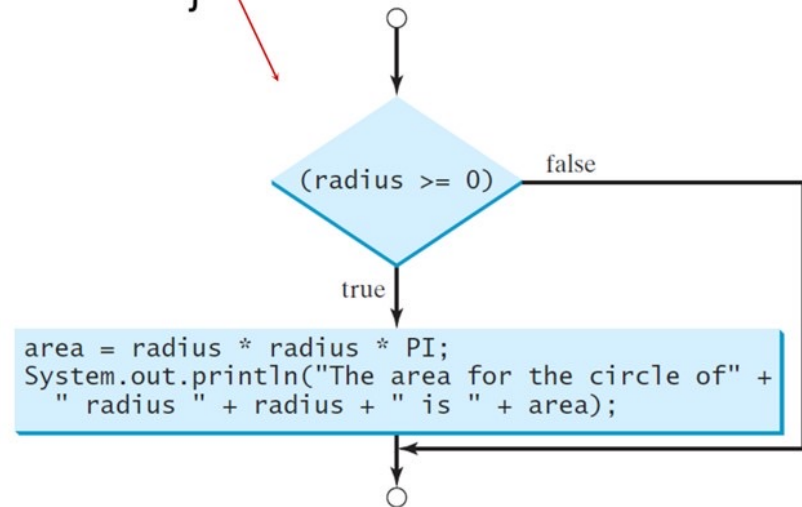 }
(radius >= 0)
false
true
area = radius * radius * PI;
System.out.println("The area for the circle of" +
" radius " + radius + " is " + area);